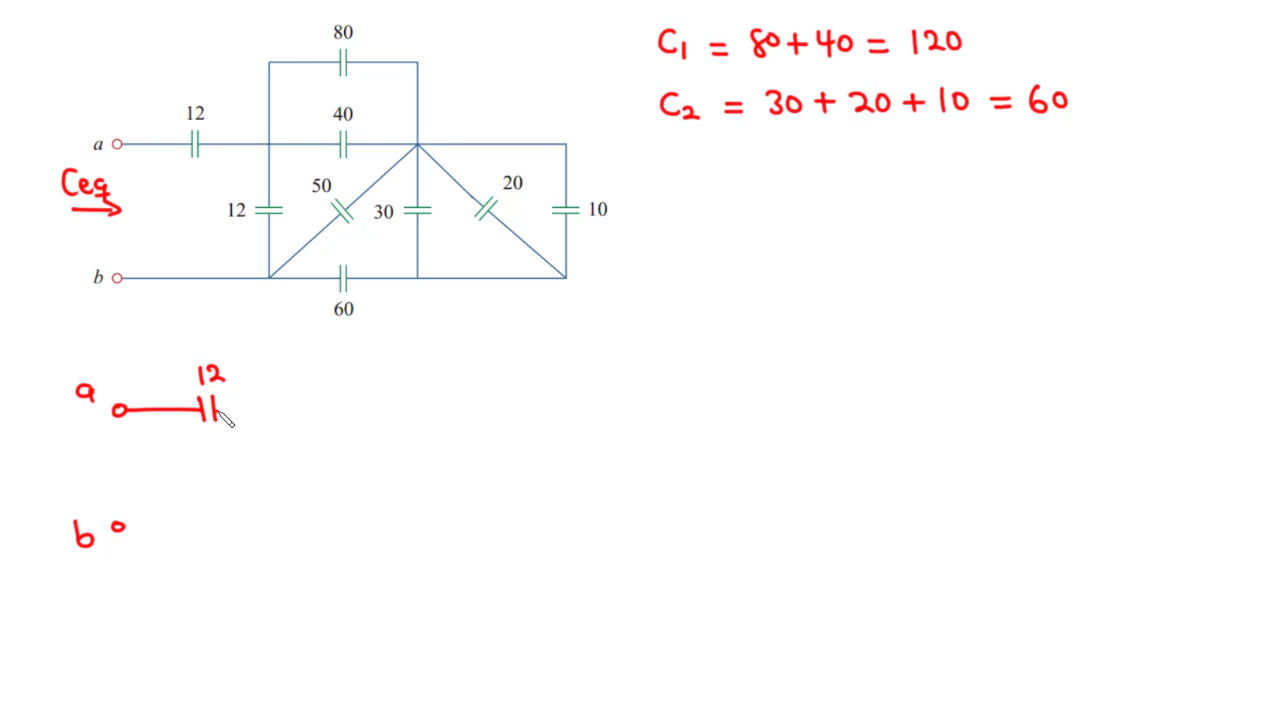 80
C1 = 80 + 40 = 120
C2 = 30 + 20 + 10 = 60
12
40
a
Ceq
50
20
12
30
10
b
60
12
a
b